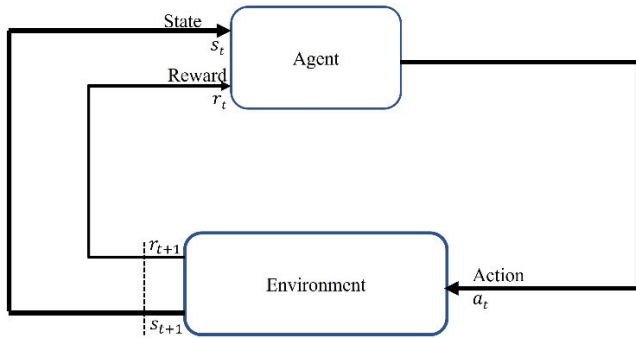 State
s_t
Agent
Reward
r_t
r_{t+1}
Environment
Action
a_t
s_{t+1}